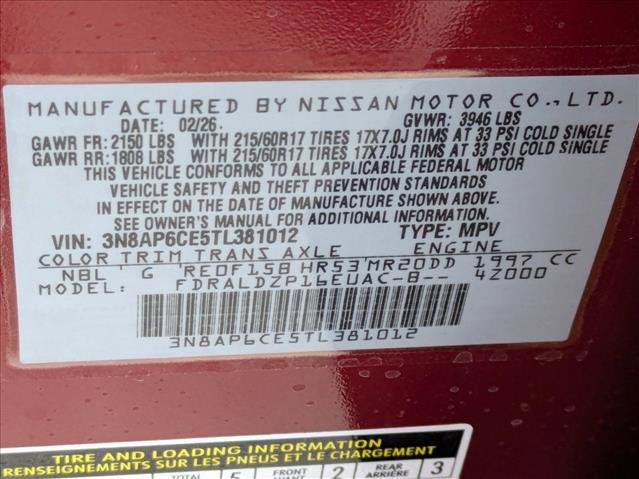 MANUFACTURED BY NISSAN MOTOR CO., LTD.
DATE: 02/26. GVWR: 3946 LBS
GAWR FR: 2150 LBS WITH 215/60R17 TIRES 17X7.0J RIMS AT 33 PSI COLD SINGLE
GAWR RR: 1808 LBS WITH 215/60R17 TIRES 17X7.0J RIMS AT 33 PSI COLD SINGLE
THIS VEHICLE CONFORMS TO ALL APPLICABLE FEDERAL MOTOR
VEHICLE SAFETY AND THEFT PREVENTION STANDARDS
IN EFFECT ON THE DATE OF MANUFACTURE SHOWN ABOVE.
SEE OWNER'S MANUAL FOR ADDITIONAL INFORMATION.
VIN: 3N8AP6CE5TL381012 TYPE: MPV
COLOR TRIM TRANS AXLE ENGINE
NBL G RE0F15B HR53 MR20DD 1997 CC
MODEL: FDRALDZP16EUAC-B-- 4Z000
3N8AP6CE5TL381012
TIRE AND LOADING INFORMATION
RENSEIGNEMENTS SUR LES PNEUS ET LE CHARGEMENT
TOTAL 5 FRONT 2 REAR 3
AVANT ARRIÈRE